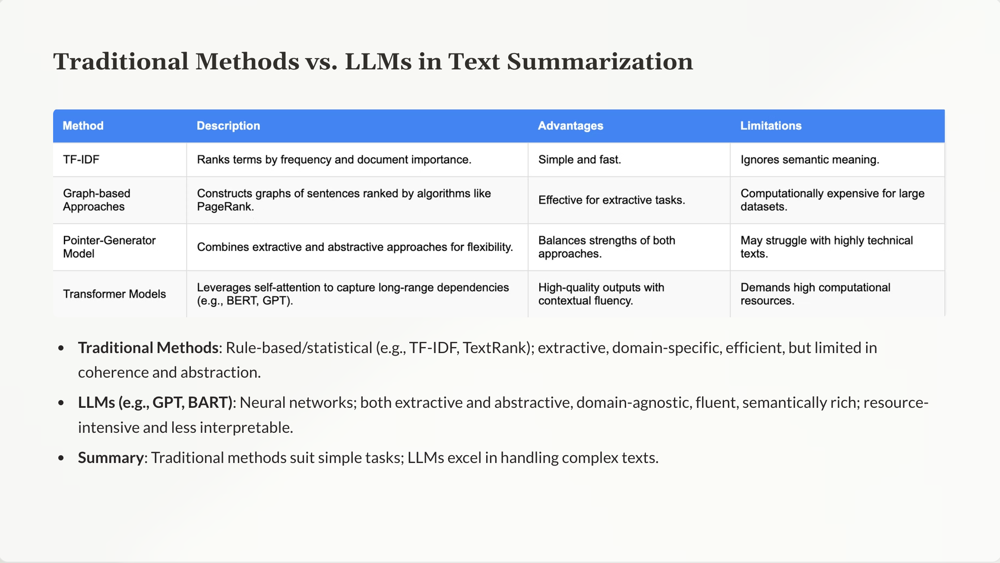 Traditional Methods vs. LLMs in Text Summarization
Method Description Advantages Limitations
TF-IDF Ranks terms by frequency and document importance. Simple and fast. Ignores semantic meaning.
Graph-based
Approaches
Constructs graphs of sentences ranked by algorithms like
PageRank.
Effective for extractive tasks.
Computationally expensive for large
datasets.
Pointer-Generator
Model
Combines extractive and abstractive approaches for flexibility.
Balances strengths of both
approaches.
May struggle with highly technical
texts.
Transformer Models
Leverages self-attention to capture long-range dependencies
(e.g., BERT, GPT).
High-quality outputs with
contextual fluency.
Demands high computational
resources.
• Traditional Methods: Rule-based/statistical (e.g., TF-IDF, TextRank); extractive, domain-specific, efficient, but limited in
coherence and abstraction.
• LLMs (e.g., GPT, BART): Neural networks; both extractive and abstractive, domain-agnostic, fluent, semantically rich; resource-
intensive and less interpretable.
• Summary: Traditional methods suit simple tasks; LLMs excel in handling complex texts.